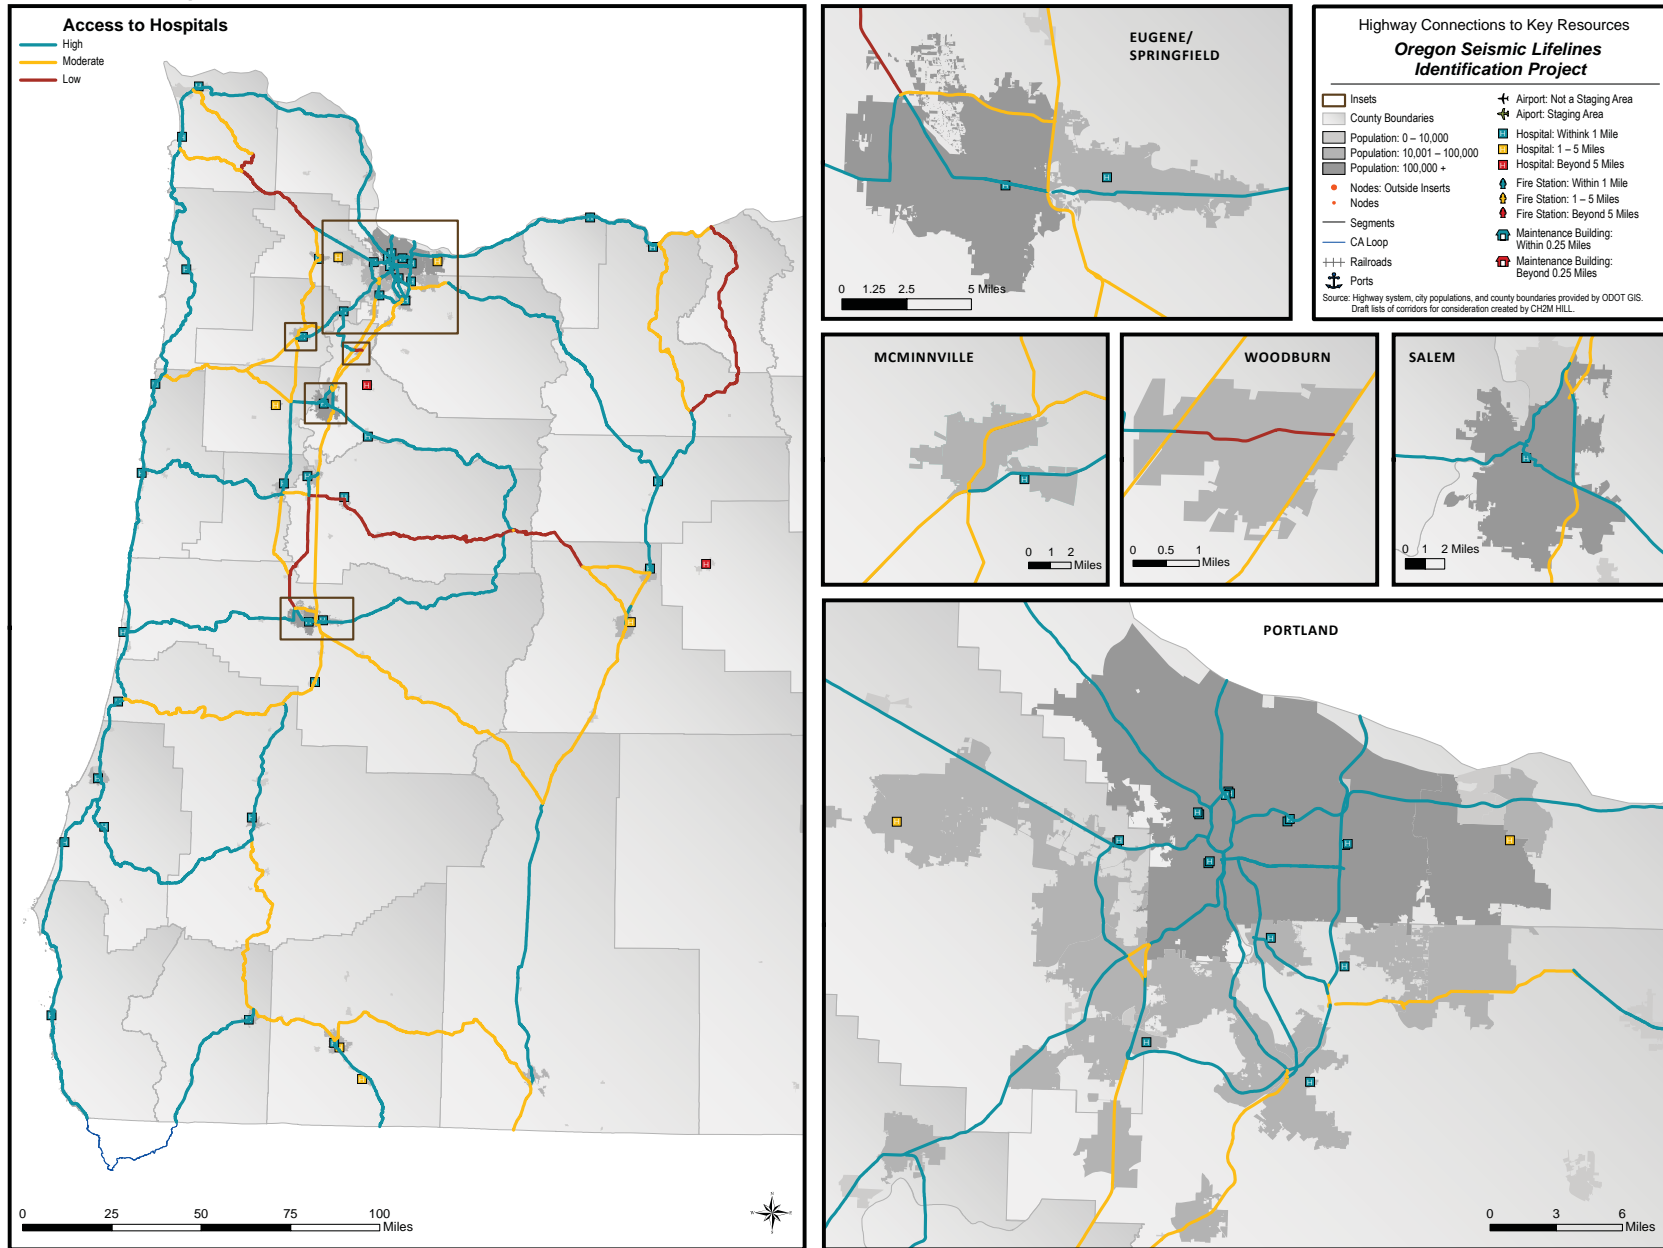 Access to Hospitals
High
Moderate
Low
0 25 50 75 100
Miles
N
W E
S
EUGENE/
SPRINGFIELD
0 1.25 2.5 5 Miles
Highway Connections to Key Resources
Oregon Seismic Lifelines
Identification Project
Insets
County Boundaries
Population: 0 – 10,000
Population: 10,001 – 100,000
Population: 100,000 +
Nodes: Outside Inserts
Nodes
Segments
CA Loop
Railroads
Ports
Airport: Not a Staging Area
Aiport: Staging Area
Hospital: Withink 1 Mile
Hospital: 1 – 5 Miles
Hospital: Beyond 5 Miles
Fire Station: Within 1 Mile
Fire Station: 1 – 5 Miles
Fire Station: Beyond 5 Miles
Maintenance Building:
Within 0.25 Miles
Maintenance Building:
Beyond 0.25 Miles
Source: Highway system, city populations, and county boundaries provided by ODOT GIS.
Draft lists of corridors for consideration created by CH2M HILL.
MCMINNVILLE
0 1 2
Miles
WOODBURN
0 0.5 1
Miles
SALEM
0 1 2 Miles
PORTLAND
0 3 6
Miles